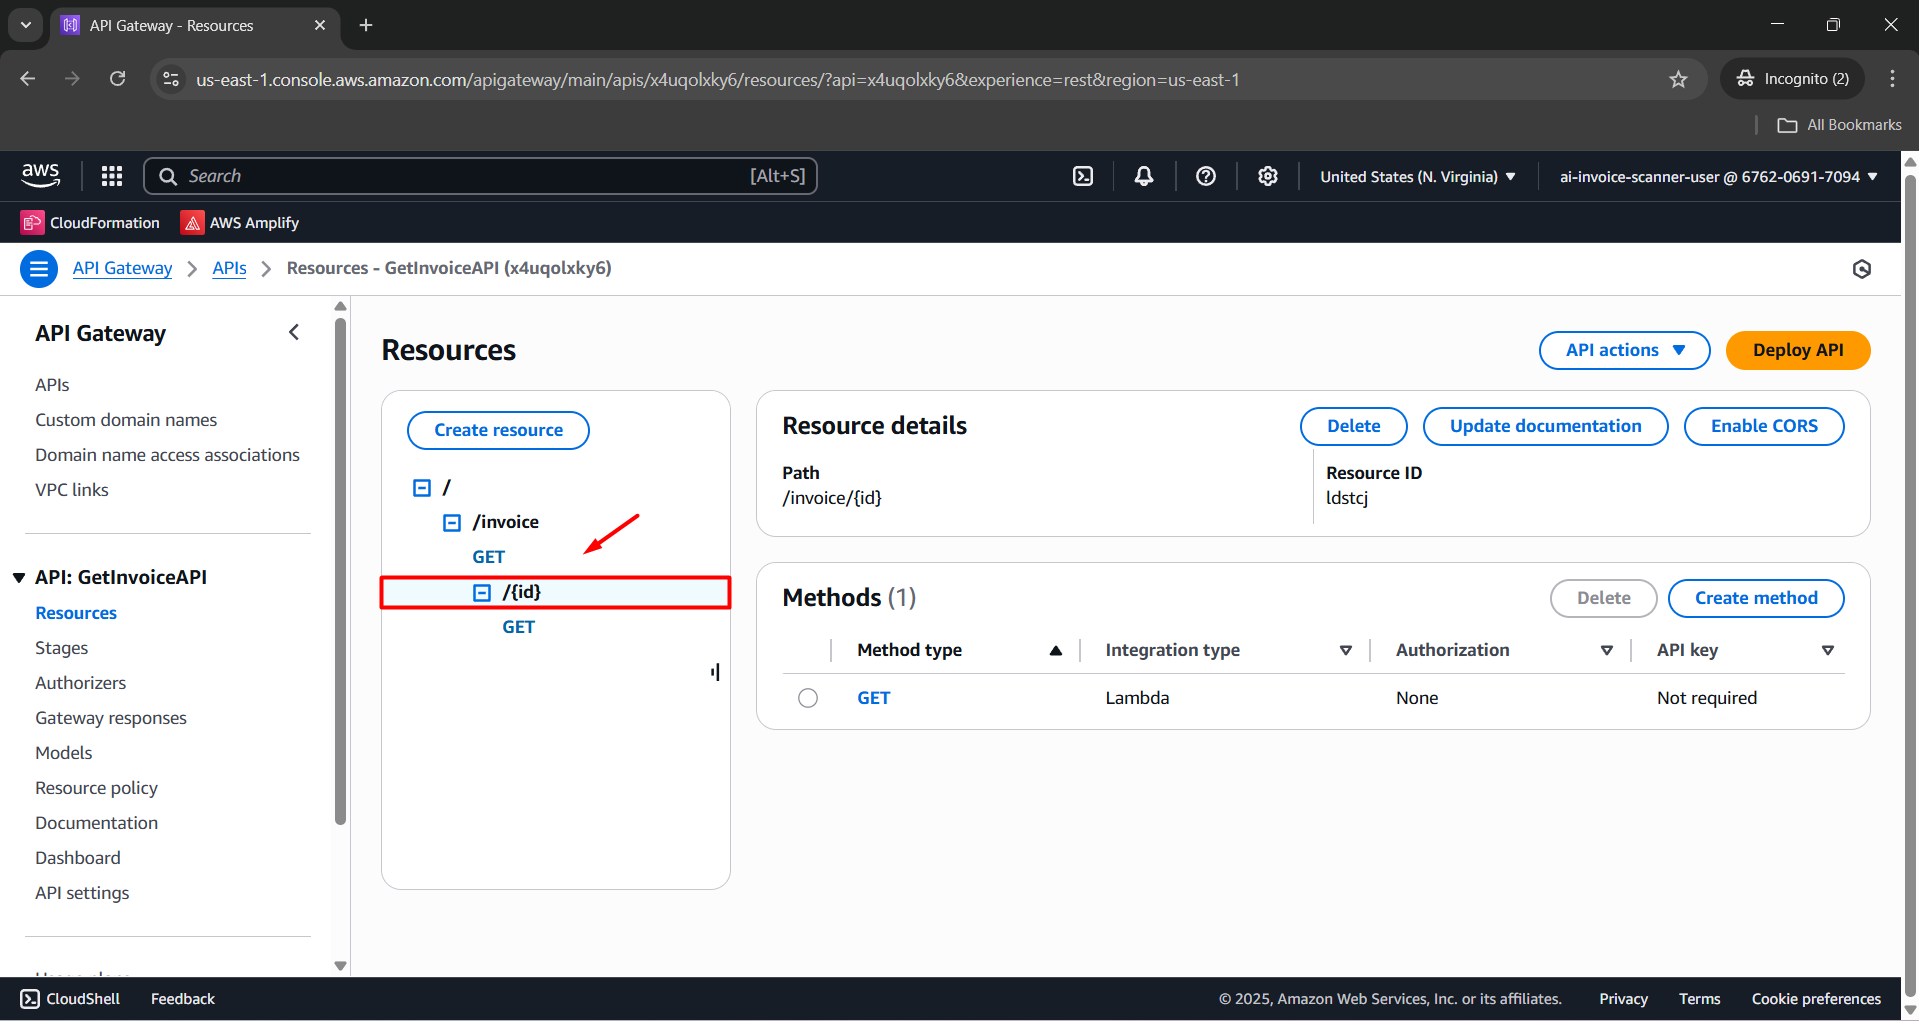 API Gateway - Resources
us-east-1.console.aws.amazon.com/apigateway/main/apis/x4uqolxky6/resources/?api=x4uqolxky6&experience=rest&region=us-east-1
Incognito (2)
All Bookmarks
aws
Search
[Alt+S]
United States (N. Virginia)
ai-invoice-scanner-user @ 6762-0691-7094
CloudFormation
AWS Amplify
API Gateway
APIs
Resources - GetInvoiceAPI (x4uqolxky6)
API Gateway
APIs
Custom domain names
Domain name access associations
VPC links
API: GetInvoiceAPI
Resources
Stages
Authorizers
Gateway responses
Models
Resource policy
Documentation
Dashboard
API settings
Resources
API actions
Deploy API
Create resource
/
/invoice
GET
/{id}
GET
Resource details
Delete
Update documentation
Enable CORS
Path
/invoice/{id}
Resource ID
ldstcj
Methods (1)
Delete
Create method
Method type
Integration type
Authorization
API key
GET
Lambda
None
Not required
CloudShell
Feedback
© 2025, Amazon Web Services, Inc. or its affiliates.
Privacy
Terms
Cookie preferences